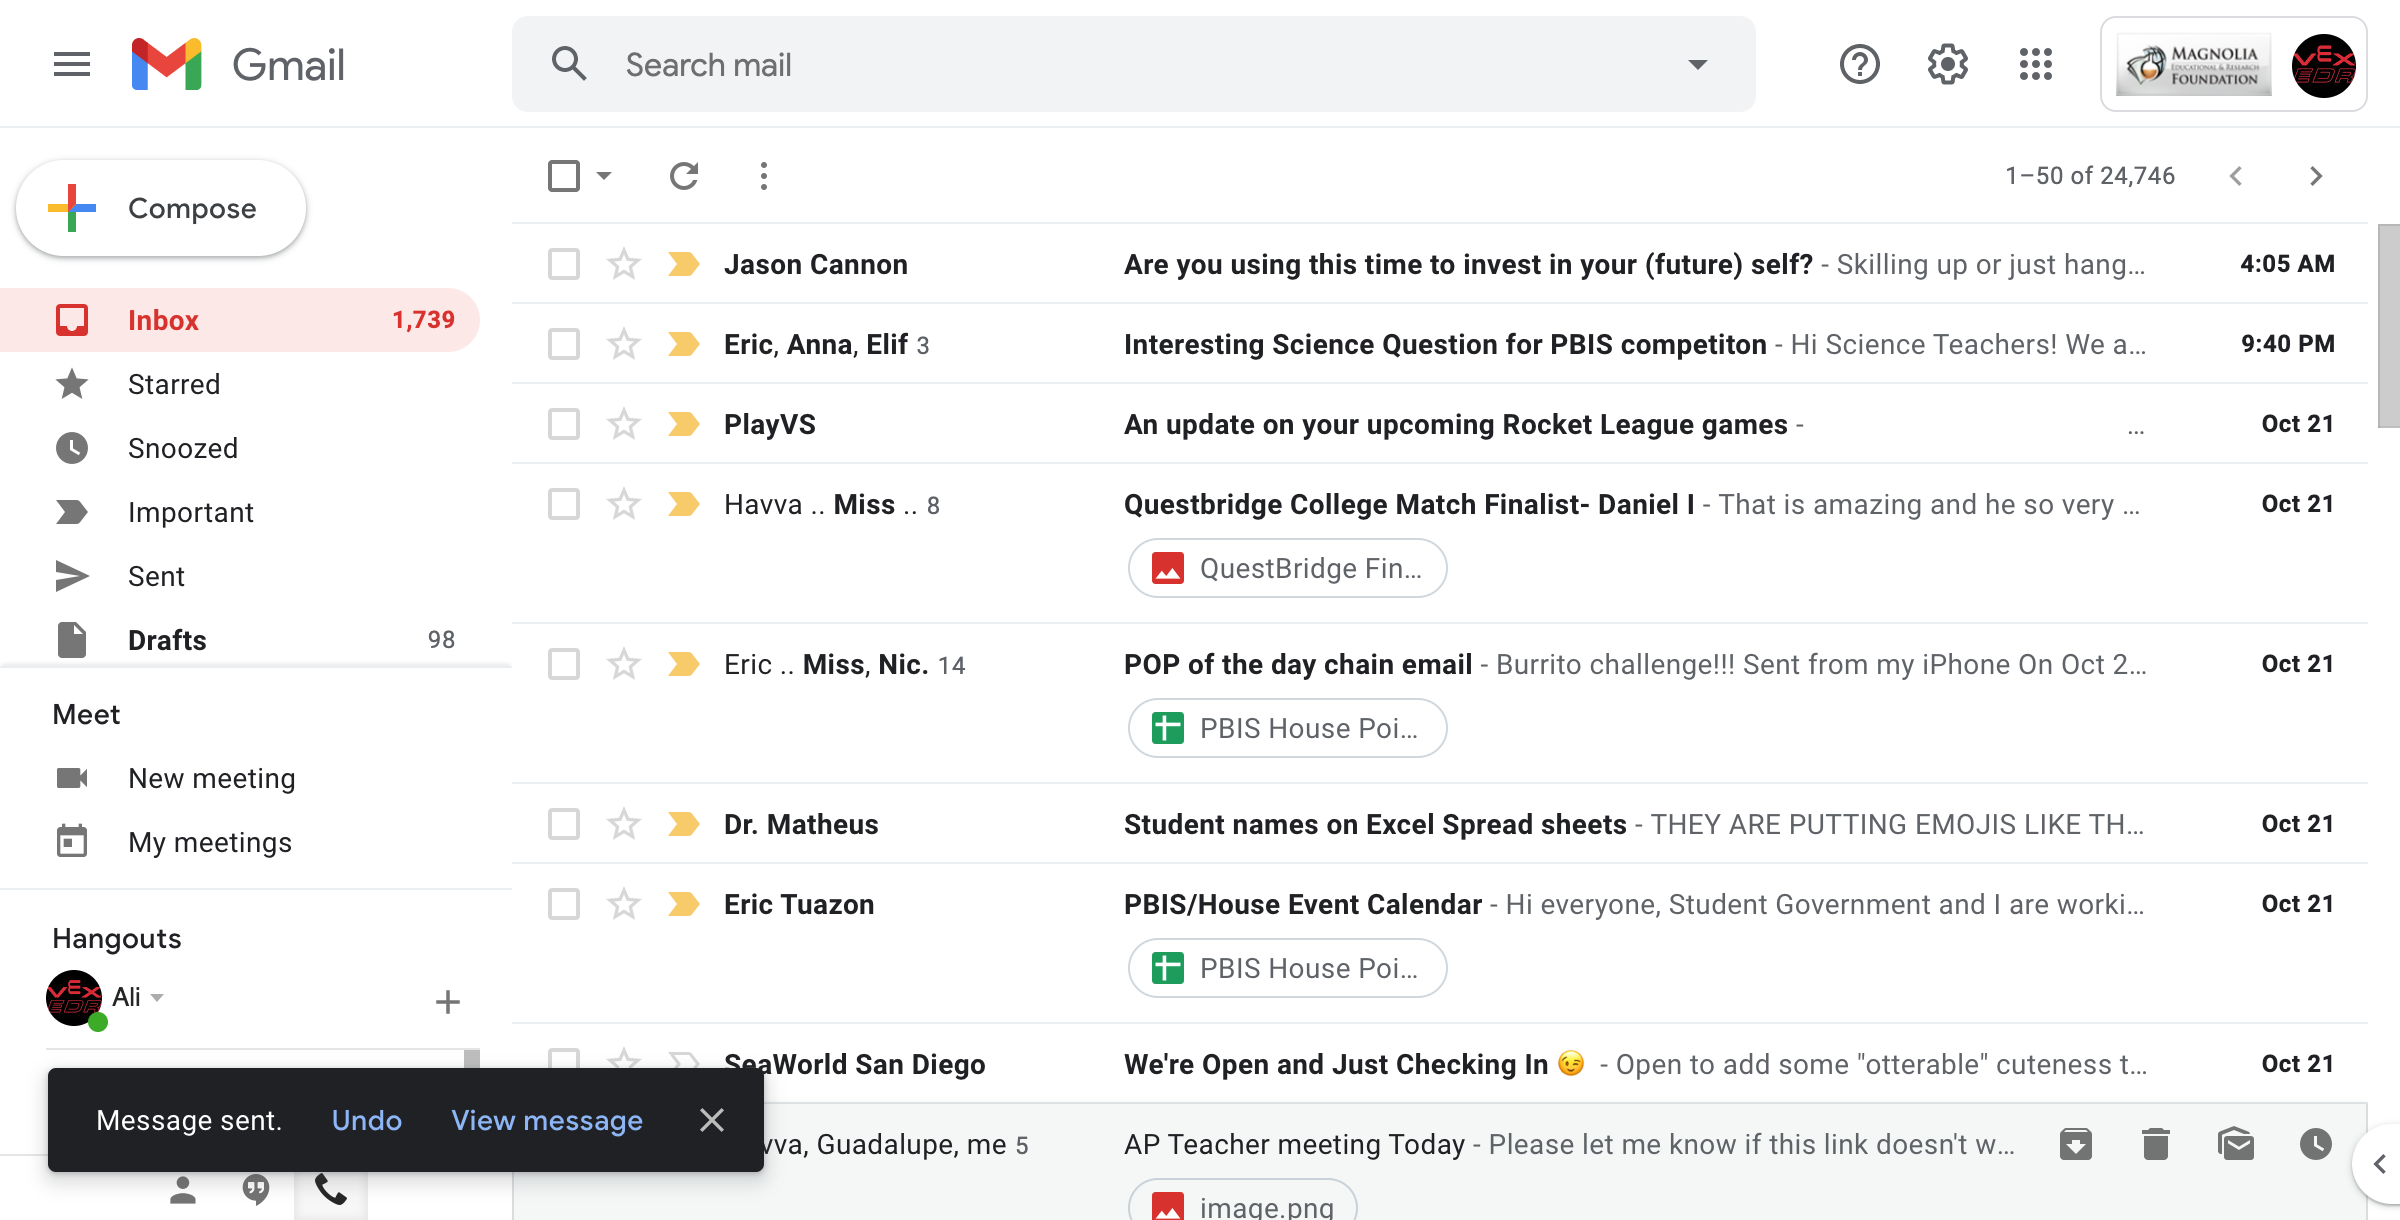 Gmail
Search mail
MAGNOLIA
EDUCATIONAL & RESEARCH
FOUNDATION
VEX
EDR
Compose
1–50 of 24,746
Inbox 1,739
Starred
Snoozed
Important
Sent
Drafts 98
Meet
New meeting
My meetings
Hangouts
VEX
EDR
Ali
Jason Cannon Are you using this time to invest in your (future) self? - Skilling up or just hang... 4:05 AM
Eric, Anna, Elif 3 Interesting Science Question for PBIS competiton - Hi Science Teachers! We a... 9:40 PM
PlayVS An update on your upcoming Rocket League games - ... Oct 21
Havva .. Miss .. 8 Questbridge College Match Finalist- Daniel I - That is amazing and he so very ... Oct 21
QuestBridge Fin...
Eric .. Miss, Nic. 14 POP of the day chain email - Burrito challenge!!! Sent from my iPhone On Oct 2... Oct 21
PBIS House Poi...
Dr. Matheus Student names on Excel Spread sheets - THEY ARE PUTTING EMOJIS LIKE TH... Oct 21
Eric Tuazon PBIS/House Event Calendar - Hi everyone, Student Government and I are worki... Oct 21
PBIS House Poi...
SeaWorld San Diego We're Open and Just Checking In 😉 - Open to add some "otterable" cuteness t... Oct 21
vva, Guadalupe, me 5 AP Teacher meeting Today - Please let me know if this link doesn't w...
image.png
Message sent. Undo View message